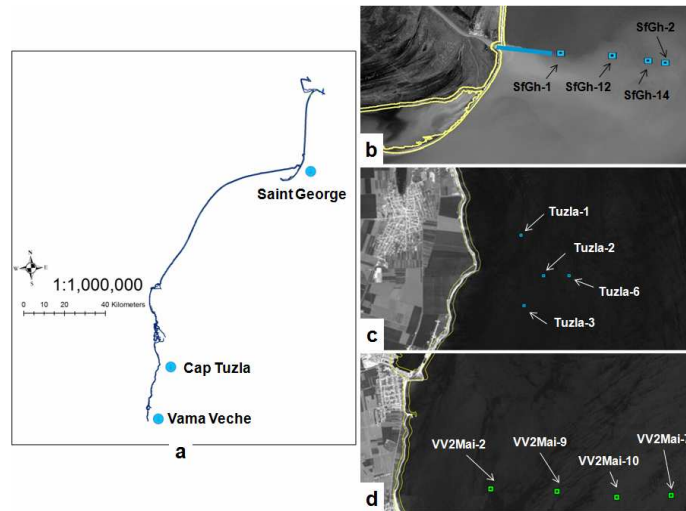 Saint George
N
W
E
S
1:1,000,000
0
10
20
40 Kilometers
Cap Tuzla
Vama Veche
a
SfGh-2
SfGh-1
SfGh-12
SfGh-14
b
Tuzla-1
Tuzla-2
Tuzla-6
Tuzla-3
c
VV2Mai-2
VV2Mai-9
VV2Mai-10
d